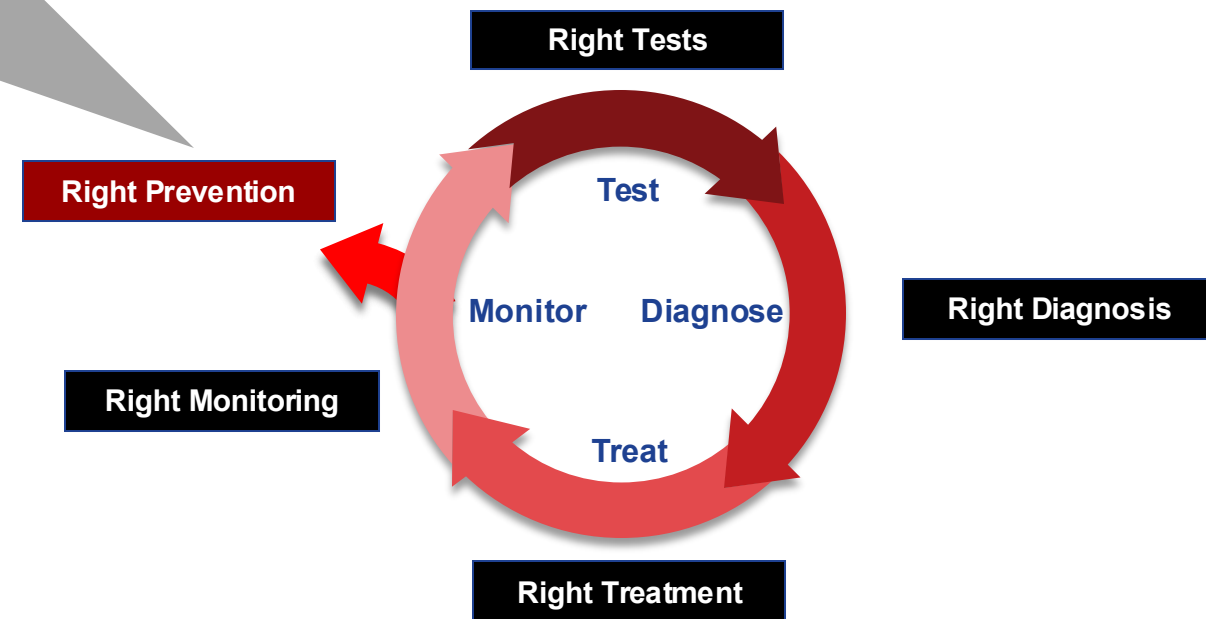 Right Tests
Right Prevention
Test
Monitor
Diagnose
Right Diagnosis
Right Monitoring
Treat
Right Treatment